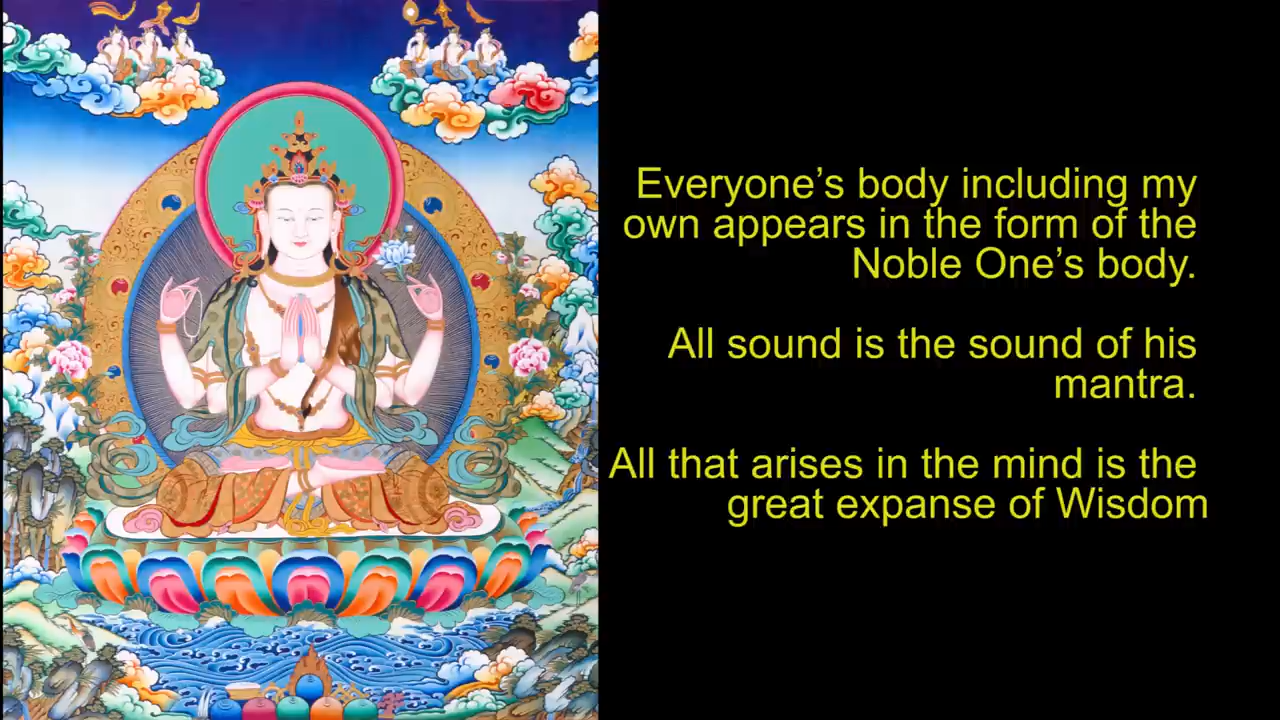 Everyone’s body including my
own appears in the form of the
Noble One’s body.
All sound is the sound of his
mantra.
All that arises in the mind is the
great expanse of Wisdom